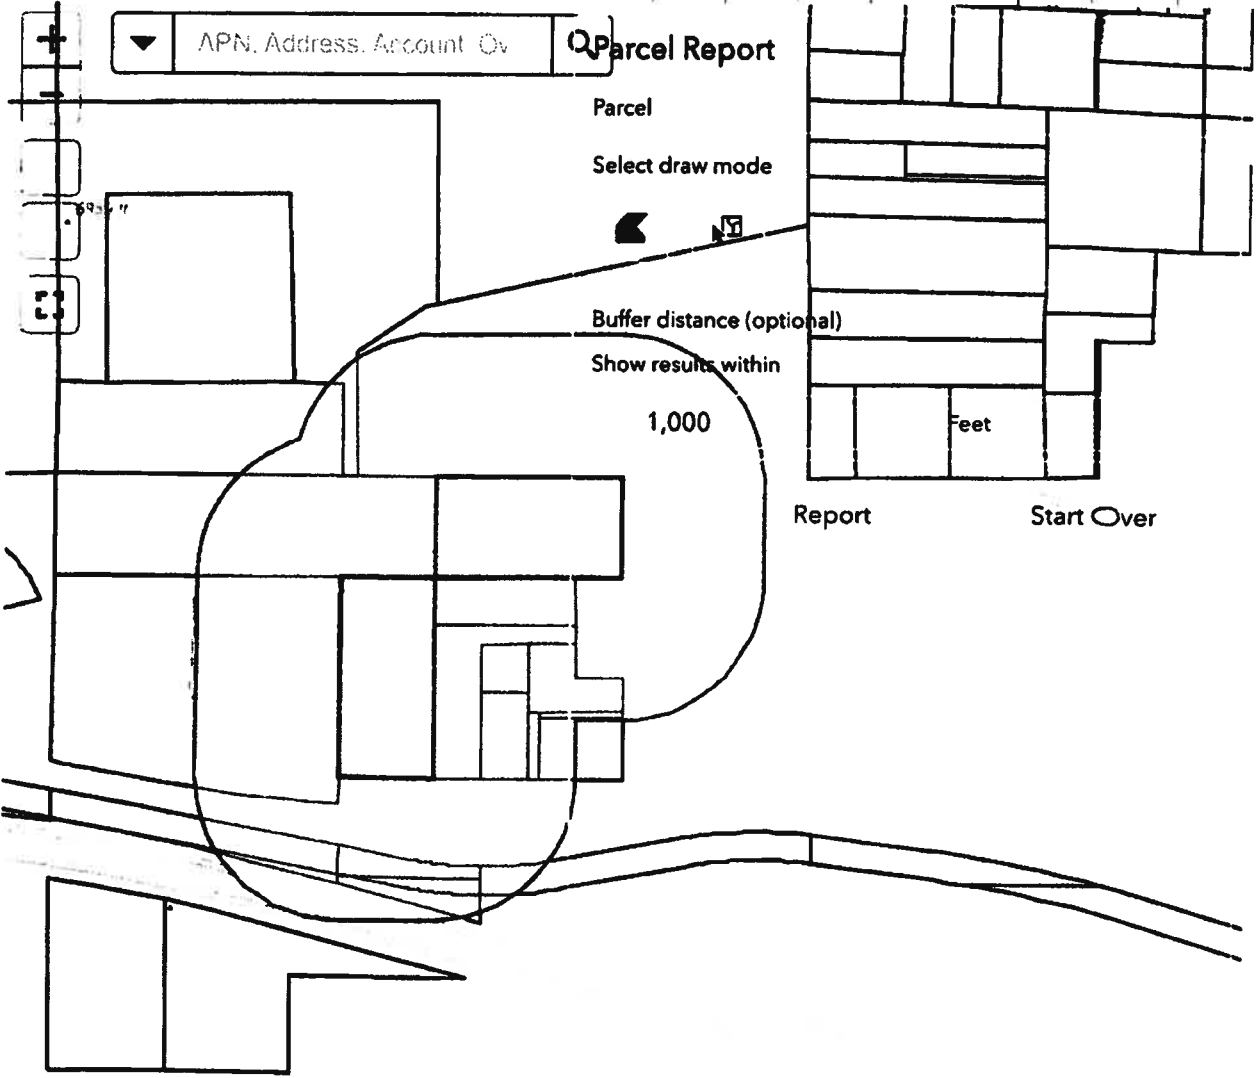 APN, Address, Account, Ov
Parcel Report
Parcel
Select draw mode
Buffer distance (optional)
Show results within
1,000
Feet
Report
Start Over